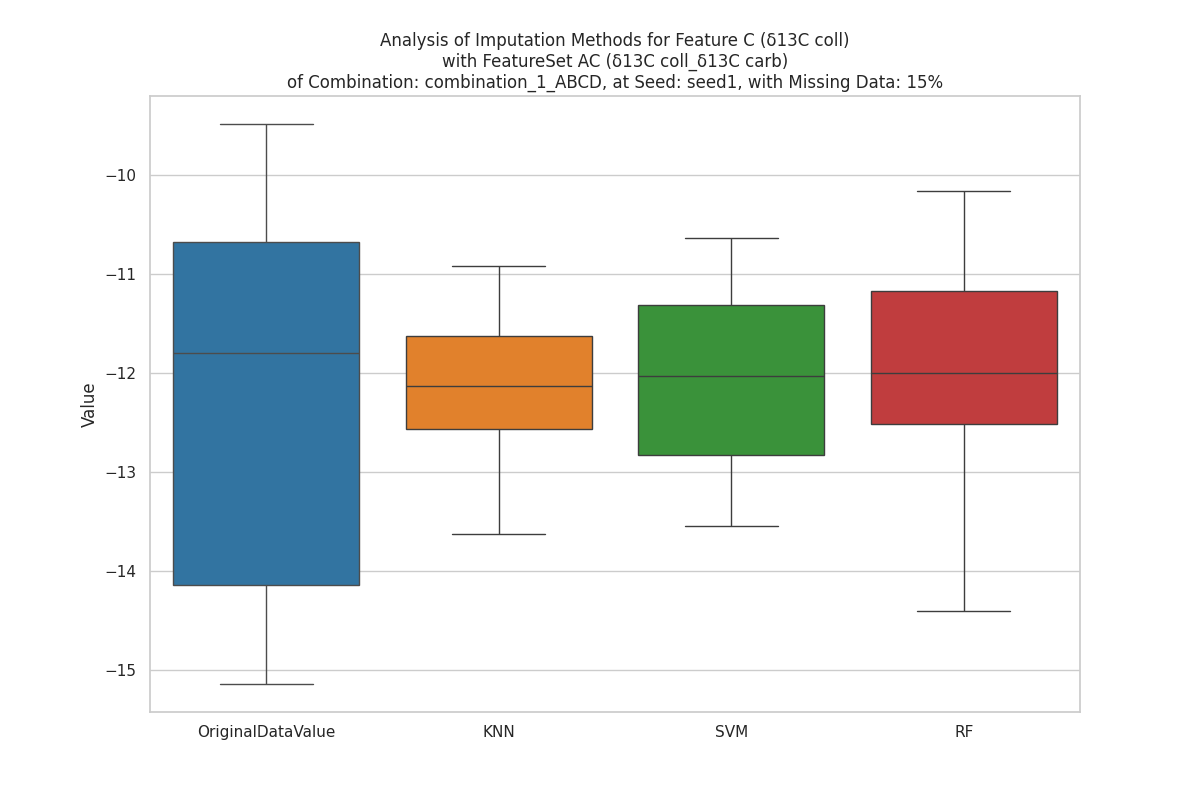 Analysis of Imputation Methods for Feature C (δ13C coll)
with FeatureSet AC (δ13C coll_δ13C carb)
of Combination: combination_1_ABCD, at Seed: seed1, with Missing Data: 15%
Value
−10
−11
−12
−13
−14
−15
OriginalDataValue
KNN
SVM
RF